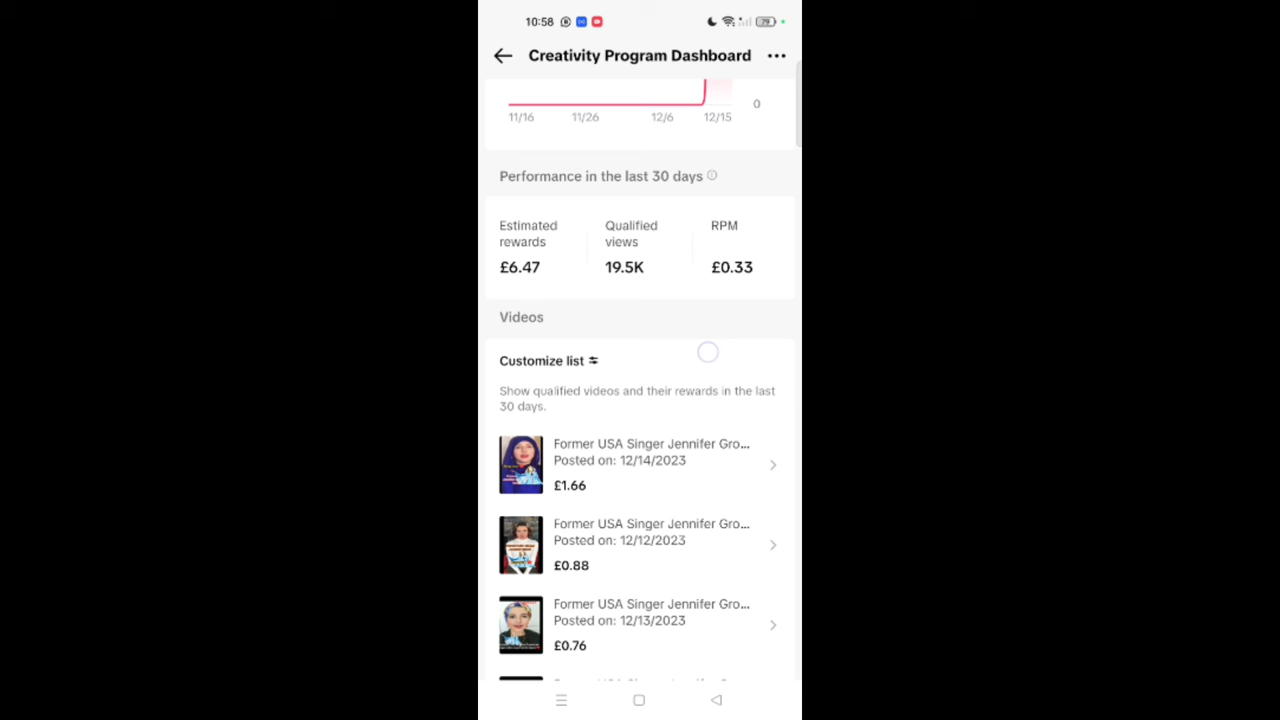 10:58
79
Creativity Program Dashboard
0
11/16 11/26 12/6 12/15
Performance in the last 30 days
Estimated rewards
£6.47
Qualified views
19.5K
RPM
£0.33
Videos
Customize list
Show qualified videos and their rewards in the last
30 days.
Former USA Singer Jennifer Gro...
Posted on: 12/14/2023
£1.66
Former USA Singer Jennifer Gro...
Posted on: 12/12/2023
£0.88
Former USA Singer Jennifer Gro...
Posted on: 12/13/2023
£0.76